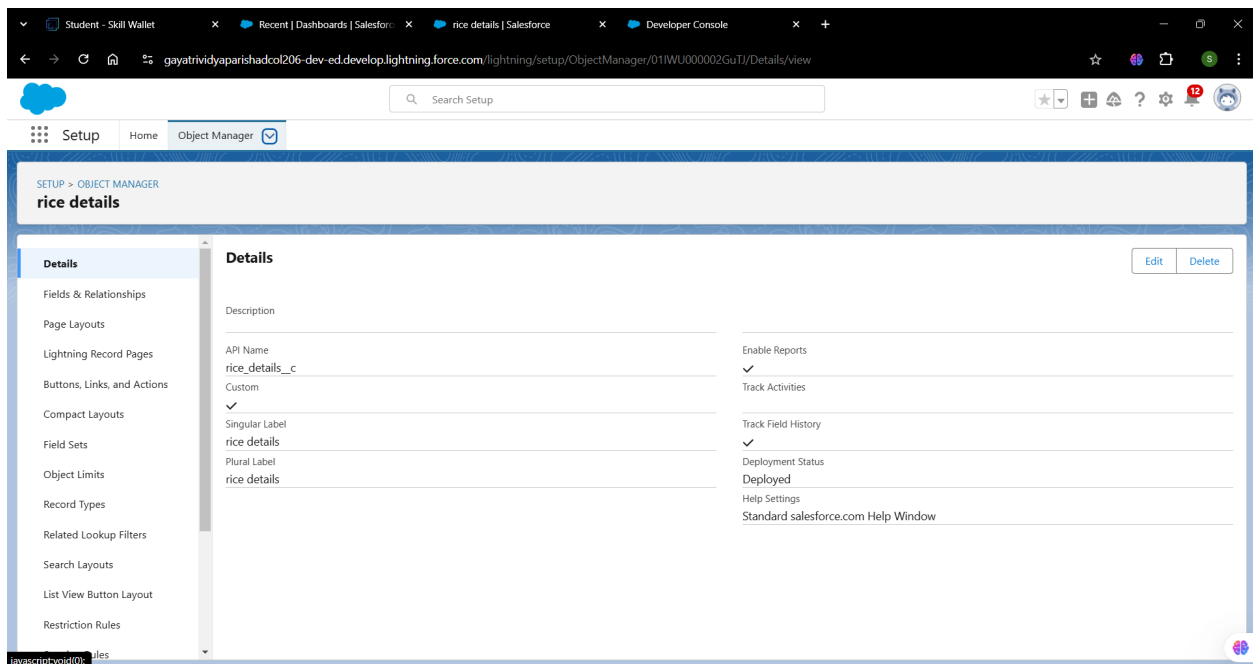 Student - Skill Wallet
Recent | Dashboards | Salesforc
rice details | Salesforce
Developer Console
gayatrividyaparishadcol206-dev-ed.develop.lightning.force.com/lightning/setup/ObjectManager/01IWU000002GuTJ/Details/view
S
Search Setup
12
Setup
Home
Object Manager
SETUP > OBJECT MANAGER
rice details
Details
Fields & Relationships
Page Layouts
Lightning Record Pages
Buttons, Links, and Actions
Compact Layouts
Field Sets
Object Limits
Record Types
Related Lookup Filters
Search Layouts
List View Button Layout
Restriction Rules
ules
javascript:void(0);
Details
Edit
Delete
Description
API Name
rice_details__c
Custom
Singular Label
rice details
Plural Label
rice details
Enable Reports
Track Activities
Track Field History
Deployment Status
Deployed
Help Settings
Standard salesforce.com Help Window